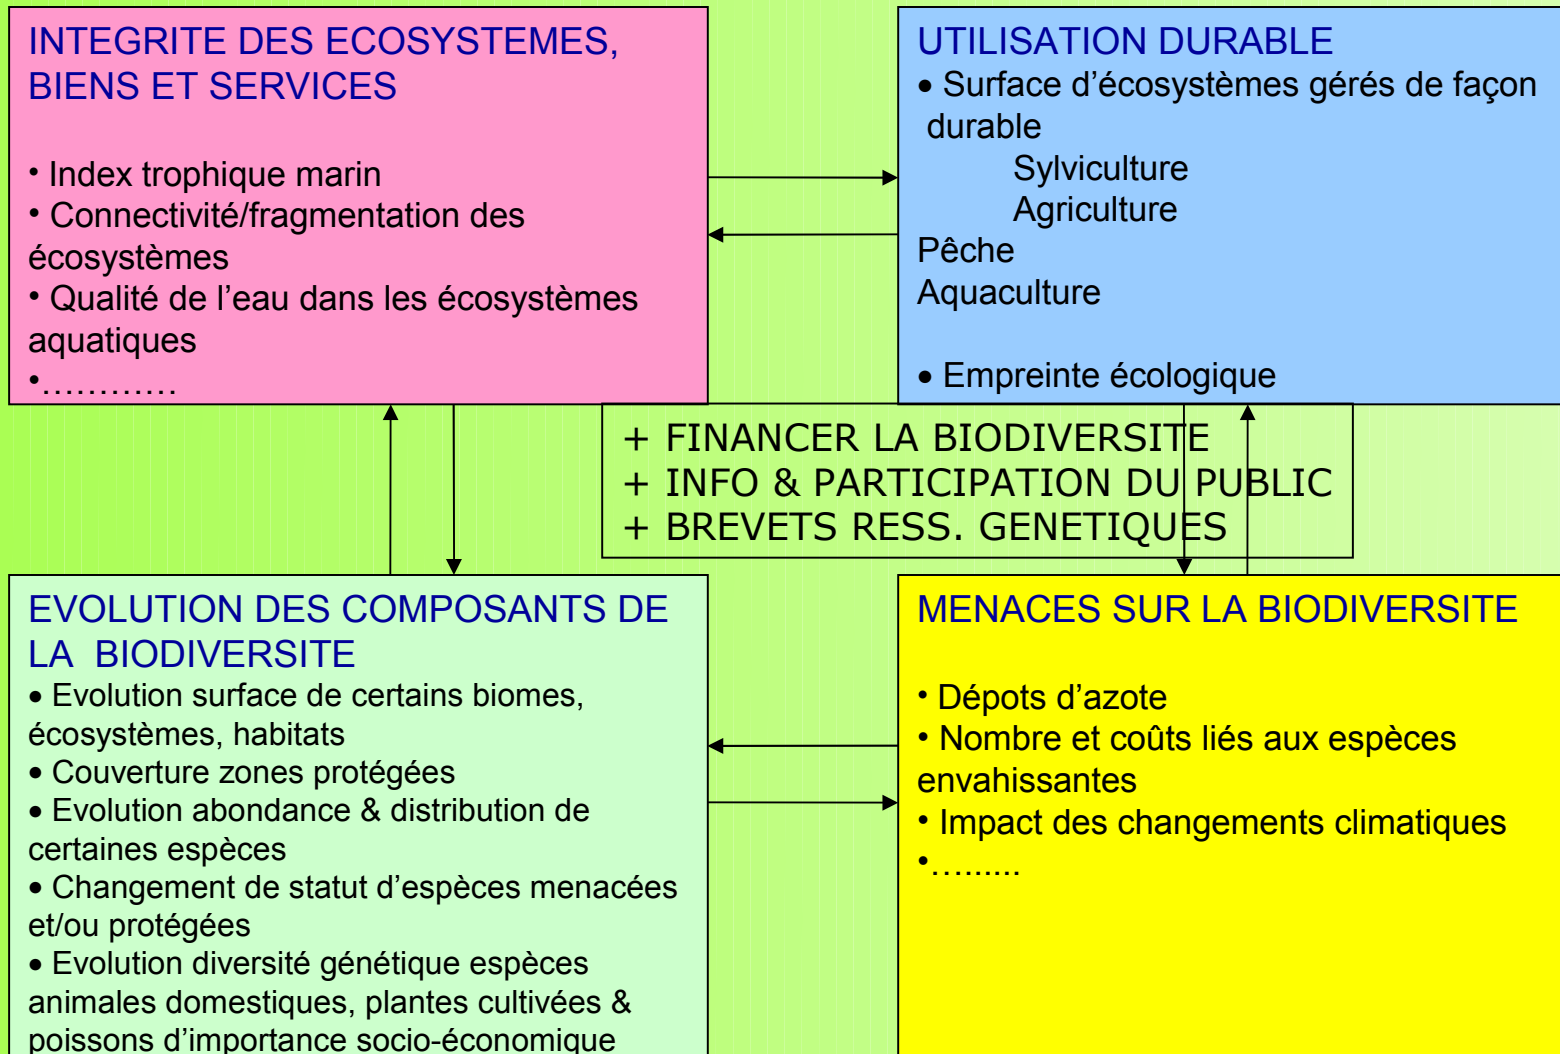 INTEGRITE DES ECOSYSTEMES,
BIENS ET SERVICES
• Index trophique marin
• Connectivité/fragmentation des
écosystèmes
• Qualité de l’eau dans les écosystèmes
aquatiques
•…………
UTILISATION DURABLE
• Surface d’écosystèmes gérés de façon
durable
Sylviculture
Agriculture
Pêche
Aquaculture
• Empreinte écologique
+ FINANCER LA BIODIVERSITE
+ INFO & PARTICIPATION DU PUBLIC
+ BREVETS RESS. GENETIQUES
EVOLUTION DES COMPOSANTS DE
LA BIODIVERSITE
• Evolution surface de certains biomes,
écosystèmes, habitats
• Couverture zones protégées
• Evolution abondance & distribution de
certaines espèces
• Changement de statut d’espèces menacées
et/ou protégées
• Evolution diversité génétique espèces
animales domestiques, plantes cultivées &
poissons d’importance socio-économique
MENACES SUR LA BIODIVERSITE
• Dépots d’azote
• Nombre et coûts liés aux espèces
envahissantes
• Impact des changements climatiques
•….......